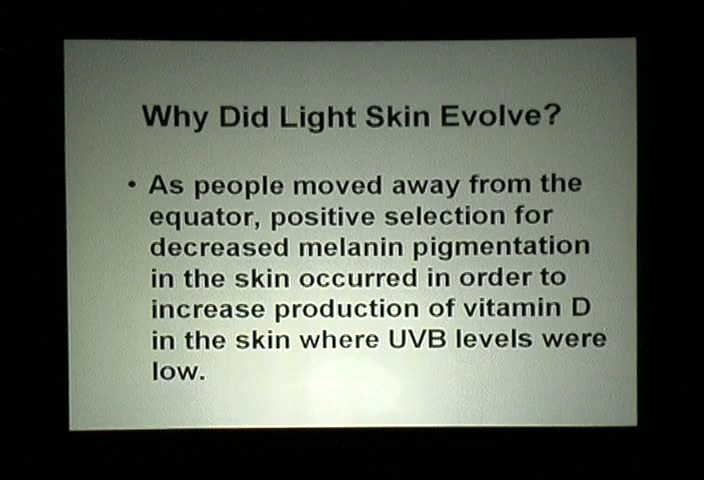 Why Did Light Skin Evolve?
• As people moved away from the
equator, positive selection for
decreased melanin pigmentation
in the skin occurred in order to
increase production of vitamin D
in the skin where UVB levels were
low.